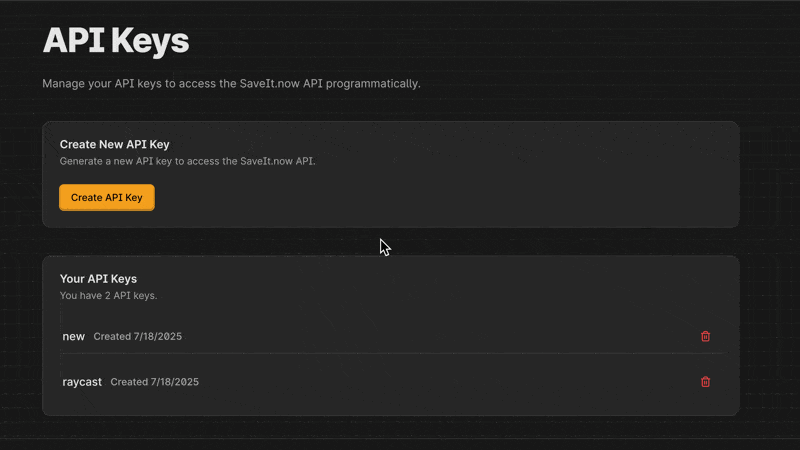 API Keys
Manage your API keys to access the SaveIt.now API programmatically.
Create New API Key
Generate a new API key to access the SaveIt.now API.
Create API Key
Your API Keys
You have 2 API keys.
new Created 7/18/2025
raycast Created 7/18/2025